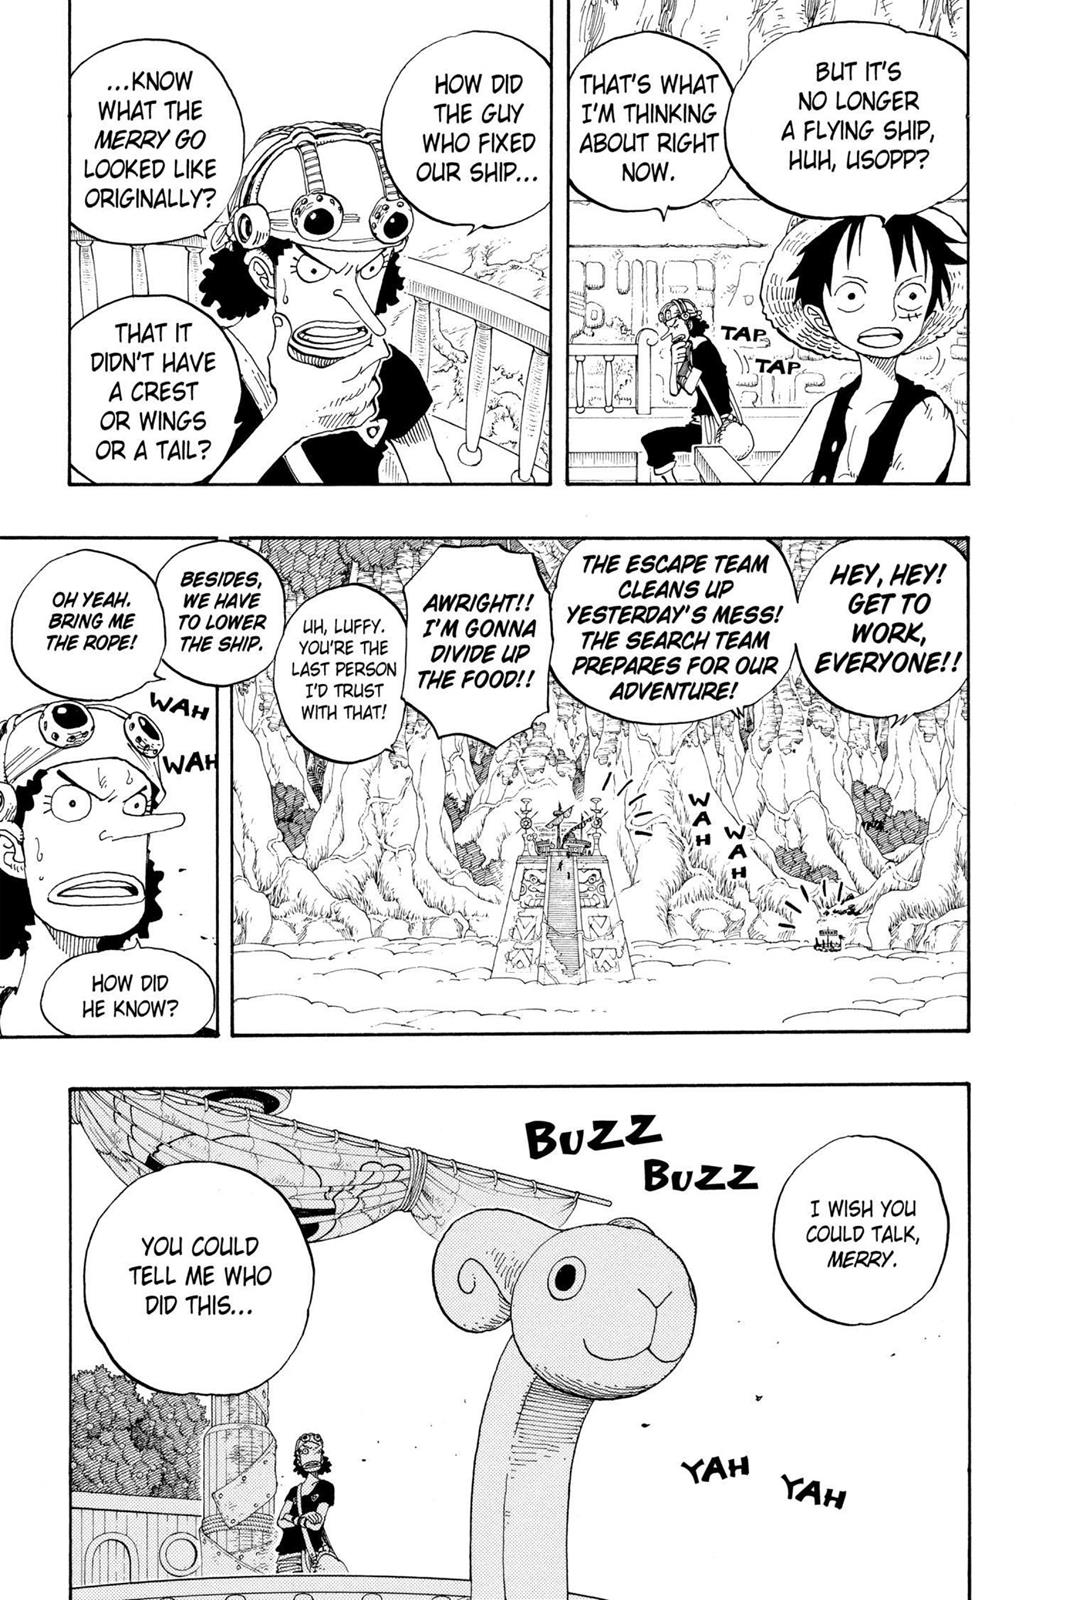 BUT IT'S
NO LONGER
A FLYING SHIP,
HUH, USOPP?
THAT'S WHAT
I'M THINKING
ABOUT RIGHT
NOW.
TAP
TAP
HOW DID
THE GUY
WHO FIXED
OUR SHIP...
...KNOW
WHAT THE
MERRY GO
LOOKED LIKE
ORIGINALLY?
THAT IT
DIDN'T HAVE
A CREST
OR WINGS
OR A TAIL?
HEY, HEY!
GET TO
WORK,
EVERYONE!!
THE ESCAPE TEAM
CLEANS UP
YESTERDAY'S MESS!
THE SEARCH TEAM
PREPARES FOR OUR
ADVENTURE!
AWRIGHT!!
I'M GONNA
DIVIDE UP
THE FOOD!!
UH, LUFFY.
YOU'RE THE
LAST PERSON
I'D TRUST
WITH THAT!
WAH
WAH
BESIDES,
WE HAVE
TO LOWER
THE SHIP.
OH YEAH.
BRING ME
THE ROPE!
WAH
WAH
HOW DID
HE KNOW?
BUZZ
BUZZ
I WISH YOU
COULD TALK,
MERRY.
YOU COULD
TELL ME WHO
DID THIS...
YAH
YAH